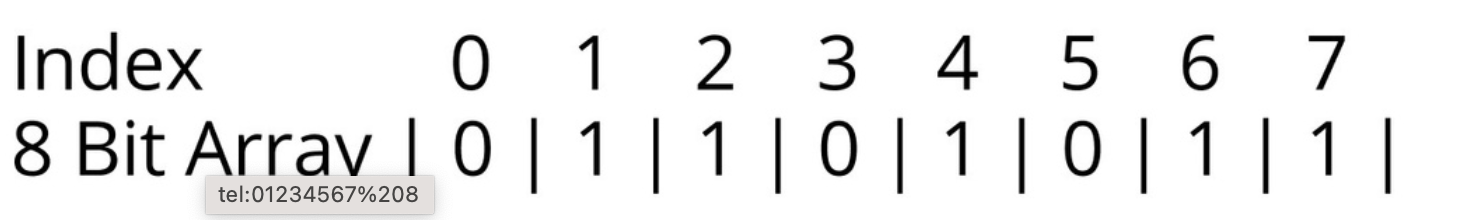 Index 0 1 2 3 4 5 6 7
8 Bit Array | 0 | 1 | 1 | 0 | 1 | 0 | 1 | 1 |
tel:01234567%208